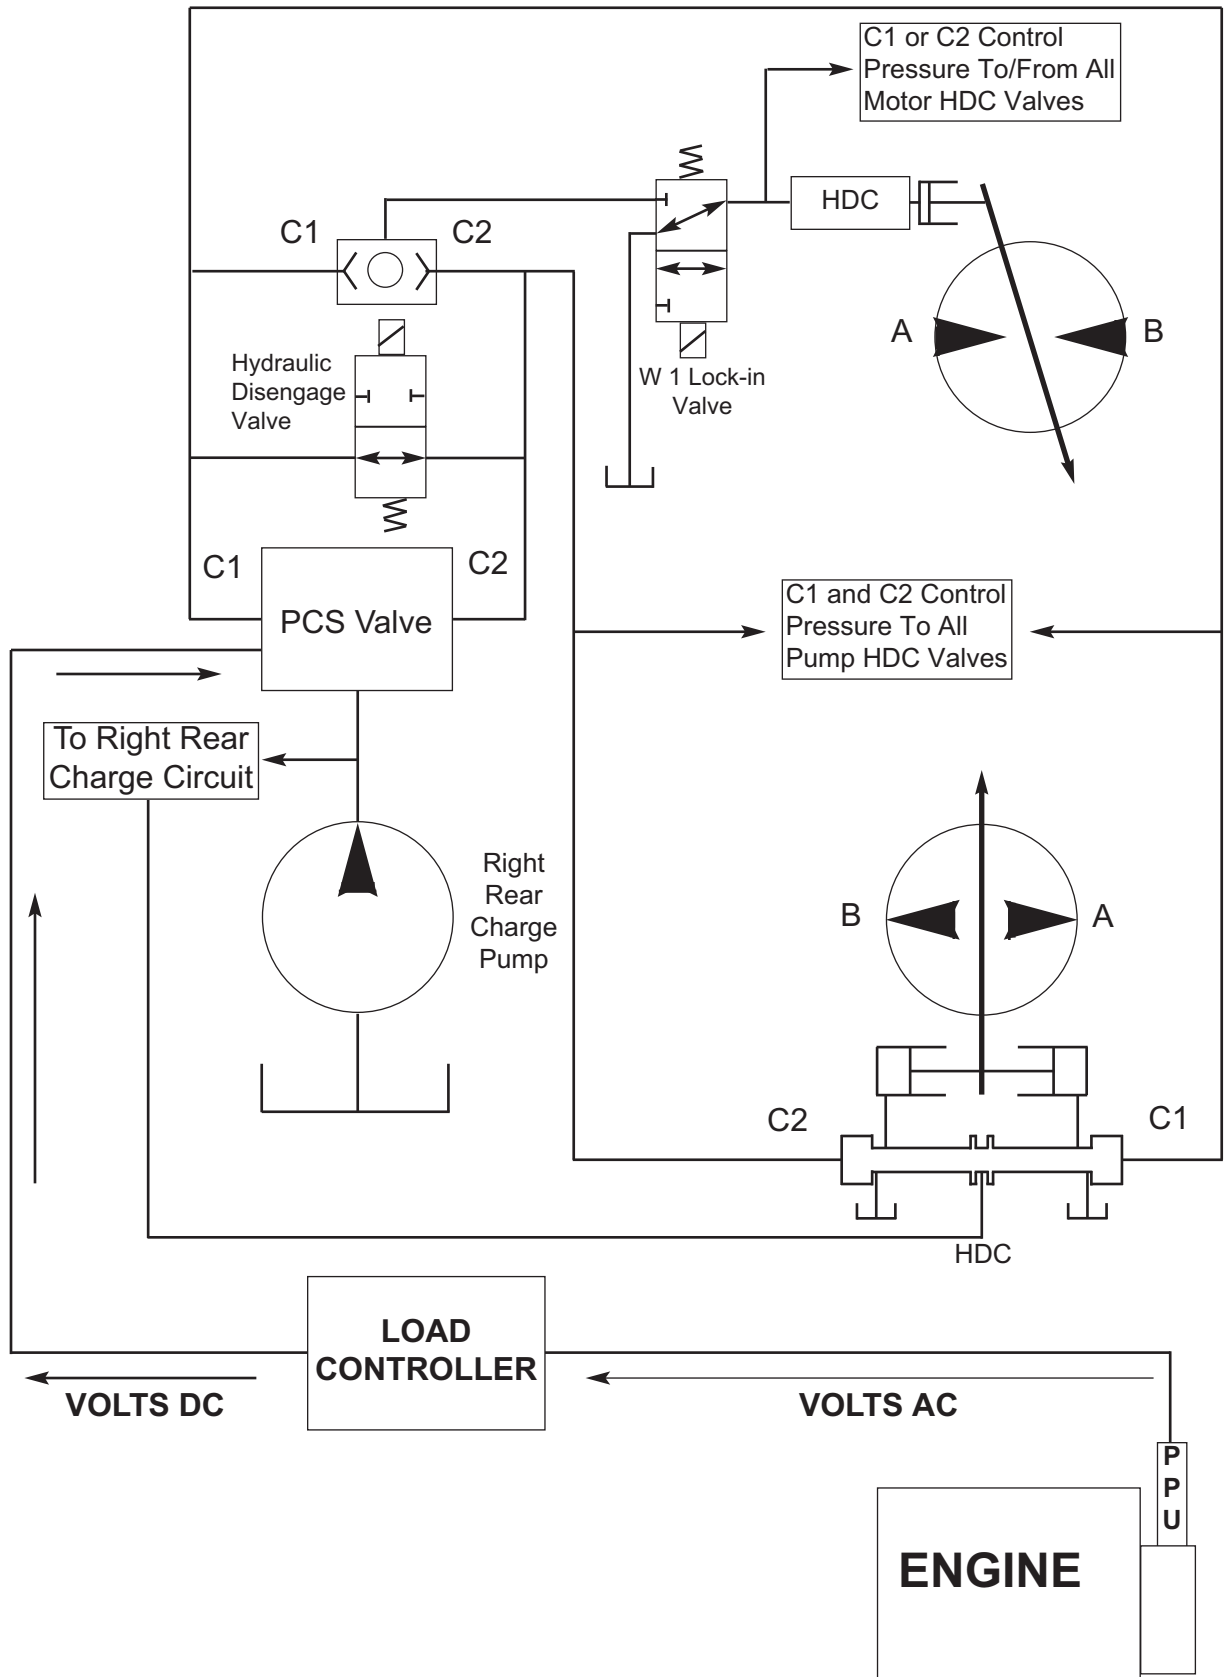 C1 or C2 Control
Pressure To/From All
Motor HDC Valves
HDC
C1
C2
A
B
W 1 Lock-in
Valve
Hydraulic
Disengage
Valve
C1
C2
PCS Valve
C1 and C2 Control
Pressure To All
Pump HDC Valves
To Right Rear
Charge Circuit
Right
Rear
Charge
Pump
B
A
C2
C1
HDC
LOAD
CONTROLLER
VOLTS DC
VOLTS AC
P
P
U
ENGINE